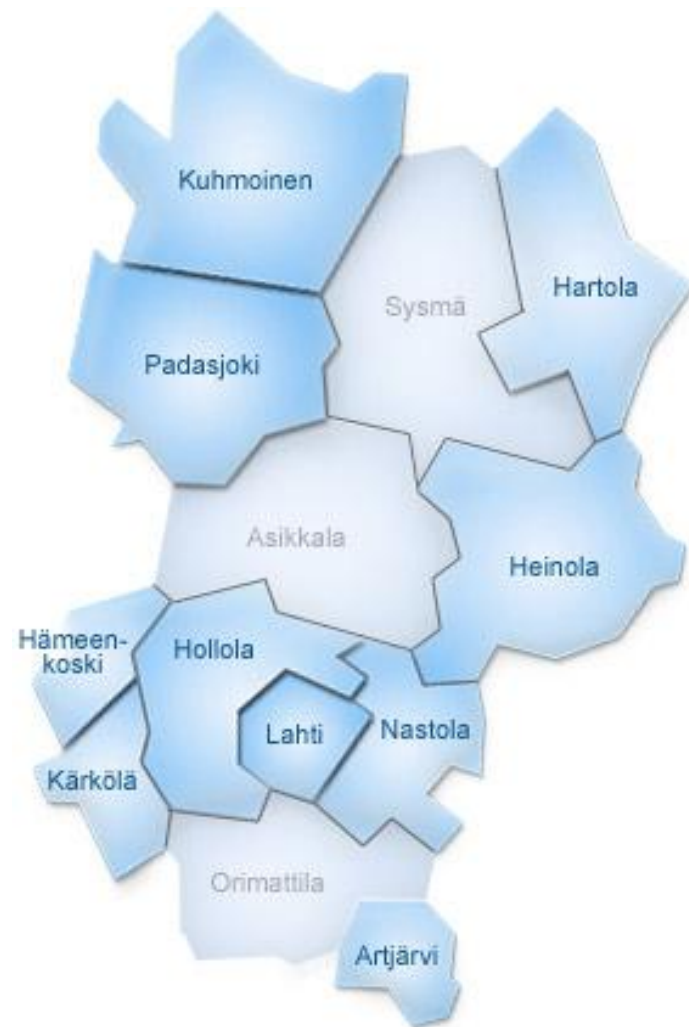 Kuhmoinen
Hartola
Sysmä
Padasjoki
Asikkala
Heinola
Hämeen-
koski
Hollola
Lahti
Nastola
Kärkölä
Orimattila
Artjärvi